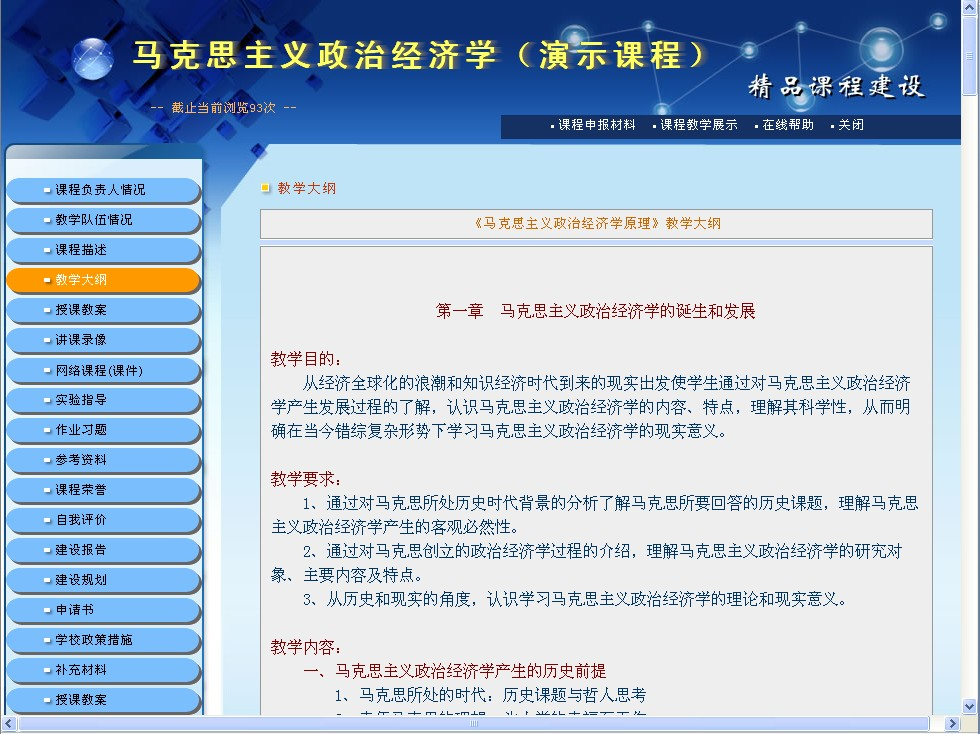 马克思主义政治经济学（演示课程）
精品课程建设
-- 截止当前浏览93次 --
课程申报材料 课程教学展示 在线帮助 关闭
课程负责人情况
教学队伍情况
课程描述
教学大纲
授课教案
讲课录像
网络课程(课件)
实验指导
作业习题
参考资料
课程荣誉
自我评价
建设报告
建设规划
申请书
学校政策措施
补充材料
授课教案
教学大纲
《马克思主义政治经济学原理》教学大纲
第一章　马克思主义政治经济学的诞生和发展
教学目的：
从经济全球化的浪潮和知识经济时代到来的现实出发使学生通过对马克思主义政治经济
学产生发展过程的了解，认识马克思主义政治经济学的内容、特点，理解其科学性，从而明
确在当今错综复杂形势下学习马克思主义政治经济学的现实意义。
教学要求：
1、通过对马克思所处历史时代背景的分析了解马克思所要回答的历史课题，理解马克思
主义政治经济学产生的客观必然性。
2、通过对马克思创立的政治经济学过程的介绍，理解马克思主义政治经济学的研究对
象、主要内容及特点。
3、从历史和现实的角度，认识学习马克思主义政治经济学的理论和现实意义。
教学内容：
一、马克思主义政治经济学产生的历史前提
1、马克思所处的时代：历史课题与哲人思考